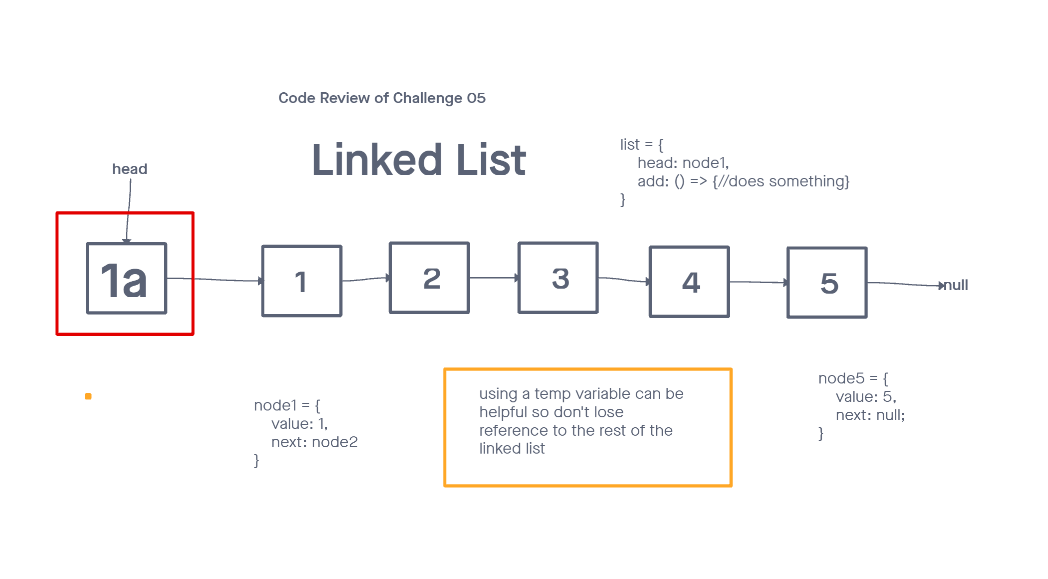 Code Review of Challenge 05
Linked List
list = {
head: node1,
add: () => {//does something}
}
head
1a
1
2
3
4
5
null
node1 = {
value: 1,
next: node2
}
using a temp variable can be
helpful so don't lose
reference to the rest of the
linked list
node5 = {
value: 5,
next: null;
}